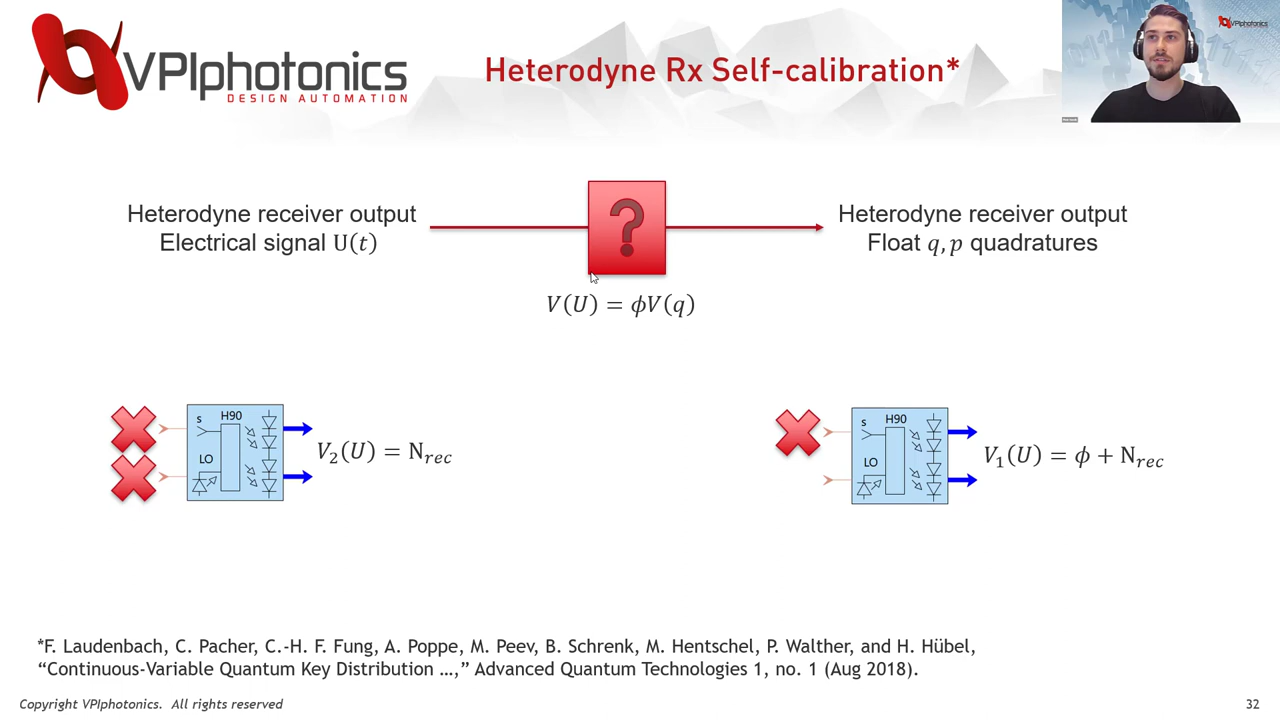 VPIphotonics
DESIGN AUTOMATION
Heterodyne Rx Self-calibration*
VPIphotonics
Heterodyne receiver output
Electrical signal U(t)
?
Heterodyne receiver output
Float q, p quadratures
V(U) = ϕV(q)
s H90
LO
V₂(U) = N_rec
s H90
LO
V₁(U) = ϕ + N_rec
*F. Laudenbach, C. Pacher, C.-H. F. Fung, A. Poppe, M. Peev, B. Schrenk, M. Hentschel, P. Walther, and H. Hübel,
“Continuous-Variable Quantum Key Distribution …,” Advanced Quantum Technologies 1, no. 1 (Aug 2018).
Copyright VPIphotonics. All rights reserved
32